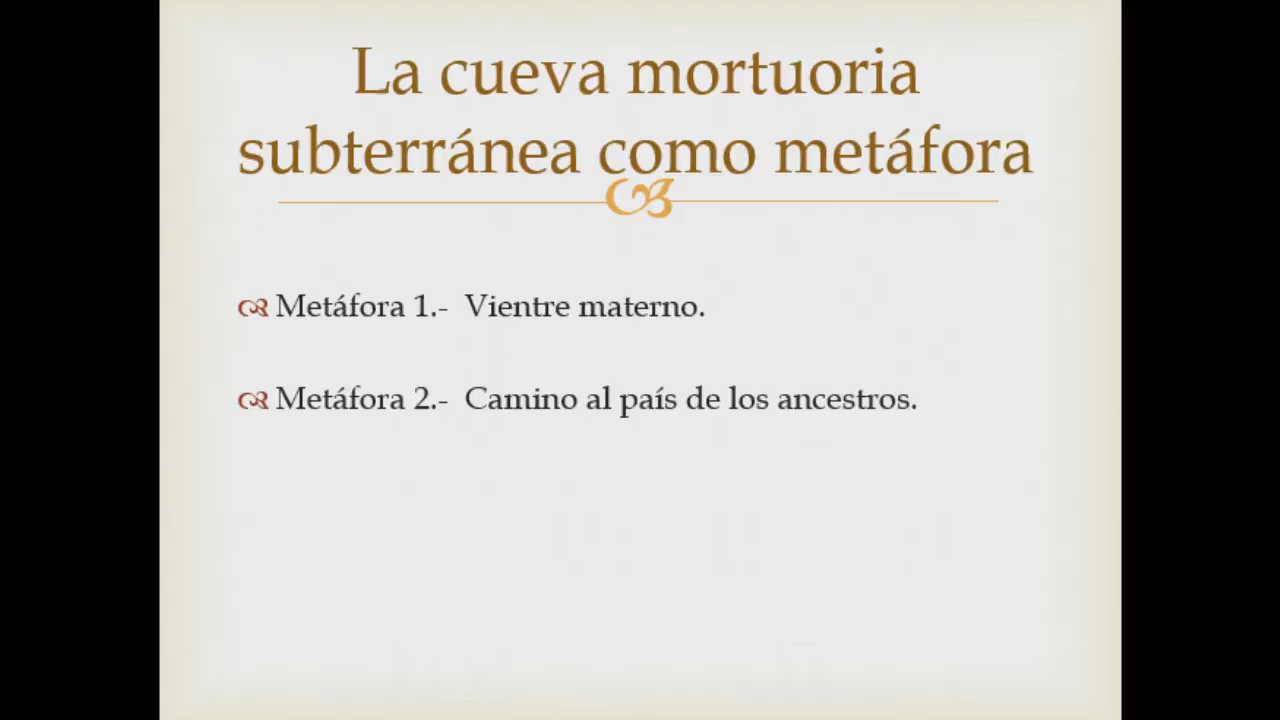 La cueva mortuoria
subterránea como metáfora
Metáfora 1.- Vientre materno.
Metáfora 2.- Camino al país de los ancestros.